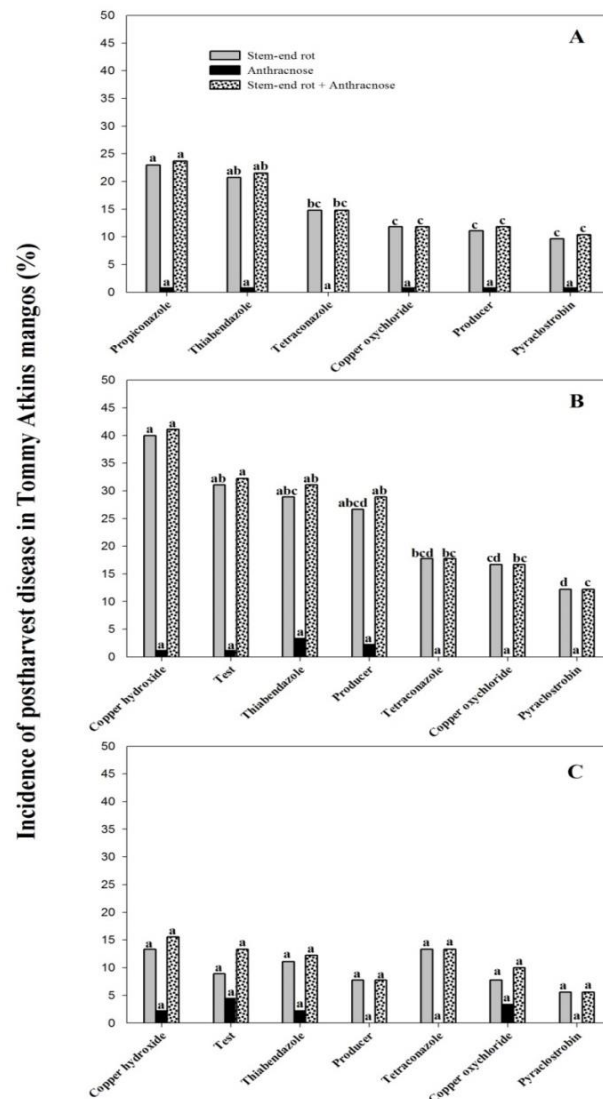 Incidence of postharvest disease in Tommy Atkins mangos (%)
A
Stem-end rot
Anthracnose
Stem-end rot + Anthracnose
50
45
40
35
30
25
20
15
10
5
0
a a ab ab bc bc c c c c c c
a a a a a a
Propiconazole
Thiabendazole
Tetraconazole
Copper oxychloride
Producer
Pyraclostrobin
B
50
45
40
35
30
25
20
15
10
5
0
a a ab a abc ab abcd ab bcd bc cd bc d c
a a a a a a a
Copper hydroxide
Test
Thiabendazole
Producer
Tetraconazole
Copper oxychloride
Pyraclostrobin
C
50
45
40
35
30
25
20
15
10
5
0
a a a a a a a a a a a a a a
a a a a a a a
Copper hydroxide
Test
Thiabendazole
Producer
Tetraconazole
Copper oxychloride
Pyraclostrobin